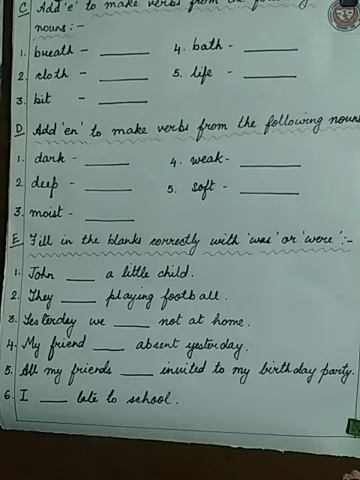 C Add 'e' to make verbs from the
nouns:-
1. breath - ______ 4. bath - ______
2. cloth - ______ 5. life - ______
3. bit - ______
D Add 'en' to make verbs from the following nouns
1. dark - ______ 4. weak - ______
2. deep - ______ 5. soft - ______
3. moist - ______
E Fill in the blanks correctly with 'was' or 'were':-
1. John ____ a little child.
2. They ____ playing football.
3. Yesterday we ____ not at home.
4. My friend ____ absent yesterday.
5. All my friends ____ invited to my birthday party.
6. I ____ late to school.